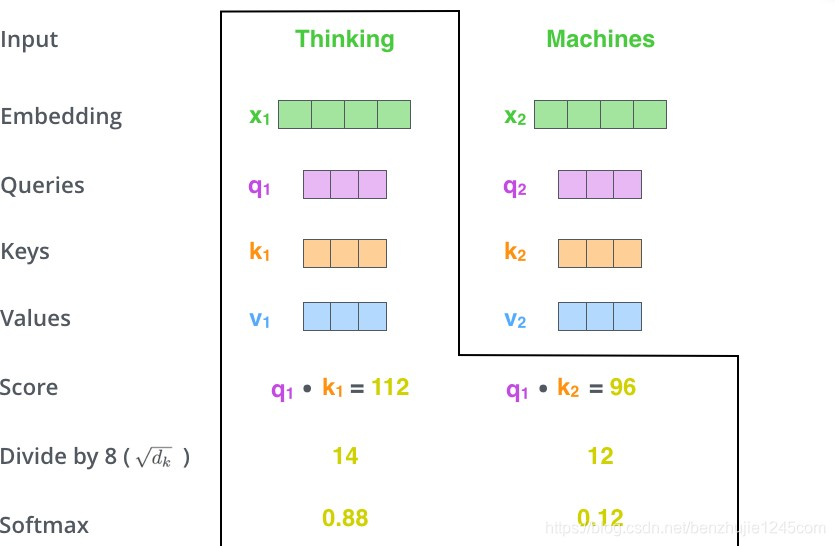 Input Thinking Machines
Embedding x₁ x₂
Queries q₁ q₂
Keys k₁ k₂
Values v₁ v₂
Score q₁ • k₁ = 112 q₁ • k₂ = 96
Divide by 8 ( √dₖ ) 14 12
Softmax 0.88 0.12
https://blog.csdn.net/benzhujie1245com